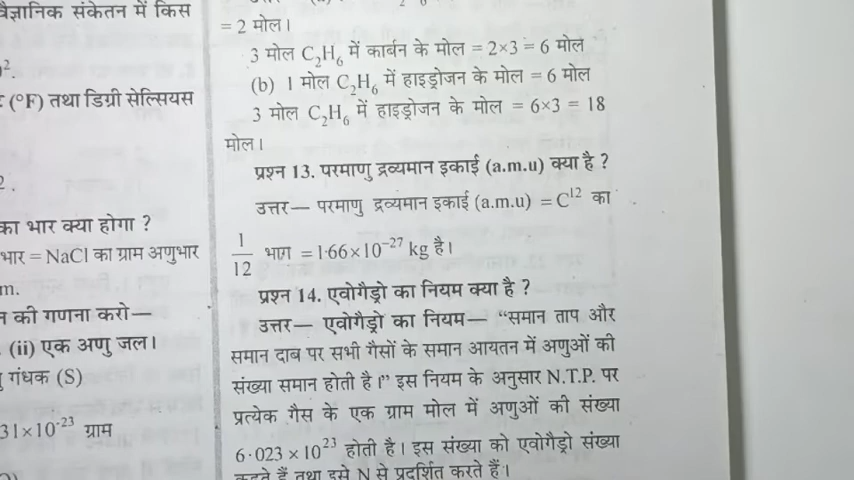 वैज्ञानिक संकेतन में किस
(°F) तथा डिग्री सेल्सियस
2.
का भार क्या होगा ?
भार = NaCl का ग्राम अणुभार
m.
की गणना करो—
(ii) एक अणु जल।
गंधक (S)
31×10⁻²³ ग्राम
= 2 मोल।
3 मोल C₂H₆ में कार्बन के मोल = 2×3 = 6 मोल
(b) 1 मोल C₂H₆ में हाइड्रोजन के मोल = 6 मोल
3 मोल C₂H₆ में हाइड्रोजन के मोल = 6×3 = 18
मोल।
प्रश्न 13. परमाणु द्रव्यमान इकाई (a.m.u) क्या है ?
उत्तर— परमाणु द्रव्यमान इकाई (a.m.u) = C¹² का
1/12 भाग = 1·66×10⁻²⁷ kg है।
प्रश्न 14. एवोगैड्रो का नियम क्या है ?
उत्तर— एवोगैड्रो का नियम— “समान ताप और
समान दाब पर सभी गैसों के समान आयतन में अणुओं की
संख्या समान होती है।” इस नियम के अनुसार N.T.P. पर
प्रत्येक गैस के एक ग्राम मोल में अणुओं की संख्या
6·023 × 10²³ होती है। इस संख्या को एवोगैड्रो संख्या
कहते हैं तथा इसे N से प्रदर्शित करते हैं।